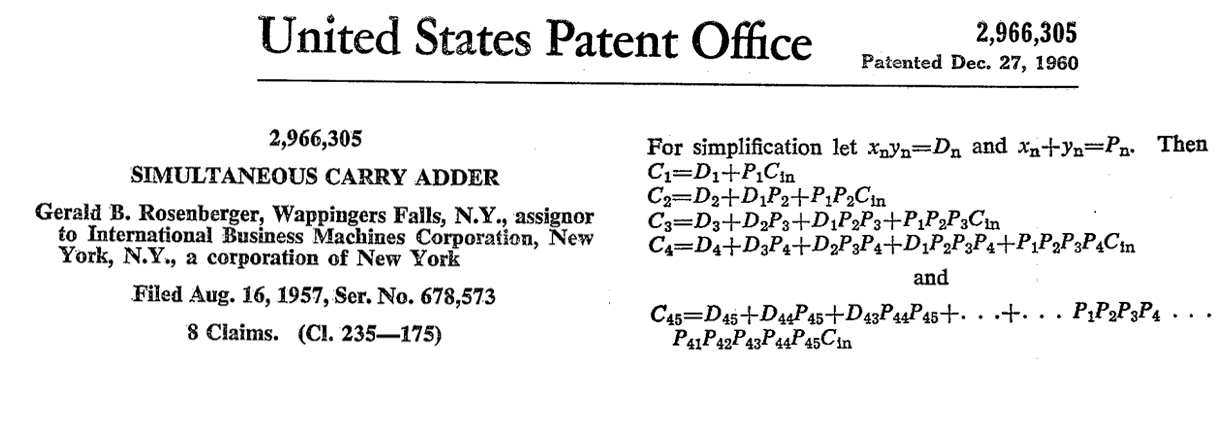 United States Patent Office
2,966,305
Patented Dec. 27, 1960
2,966,305
SIMULTANEOUS CARRY ADDER
Gerald B. Rosenberger, Wappingers Falls, N.Y., assignor
to International Business Machines Corporation, New
York, N.Y., a corporation of New York
Filed Aug. 16, 1957, Ser. No. 678,573
8 Claims. (Cl. 235—175)
For simplification let xₙyₙ=Dₙ and xₙ+yₙ=Pₙ. Then
C₁=D₁+P₁Cᵢₙ
C₂=D₂+D₁P₂+P₁P₂Cᵢₙ
C₃=D₃+D₂P₃+D₁P₂P₃+P₁P₂P₃Cᵢₙ
C₄=D₄+D₃P₄+D₂P₃P₄+D₁P₂P₃P₄+P₁P₂P₃P₄Cᵢₙ
and
C₄₅=D₄₅+D₄₄P₄₅+D₄₃P₄₄P₄₅+. . .+. . . P₁P₂P₃P₄ . . .
P₄₁P₄₂P₄₃P₄₄P₄₅Cᵢₙ